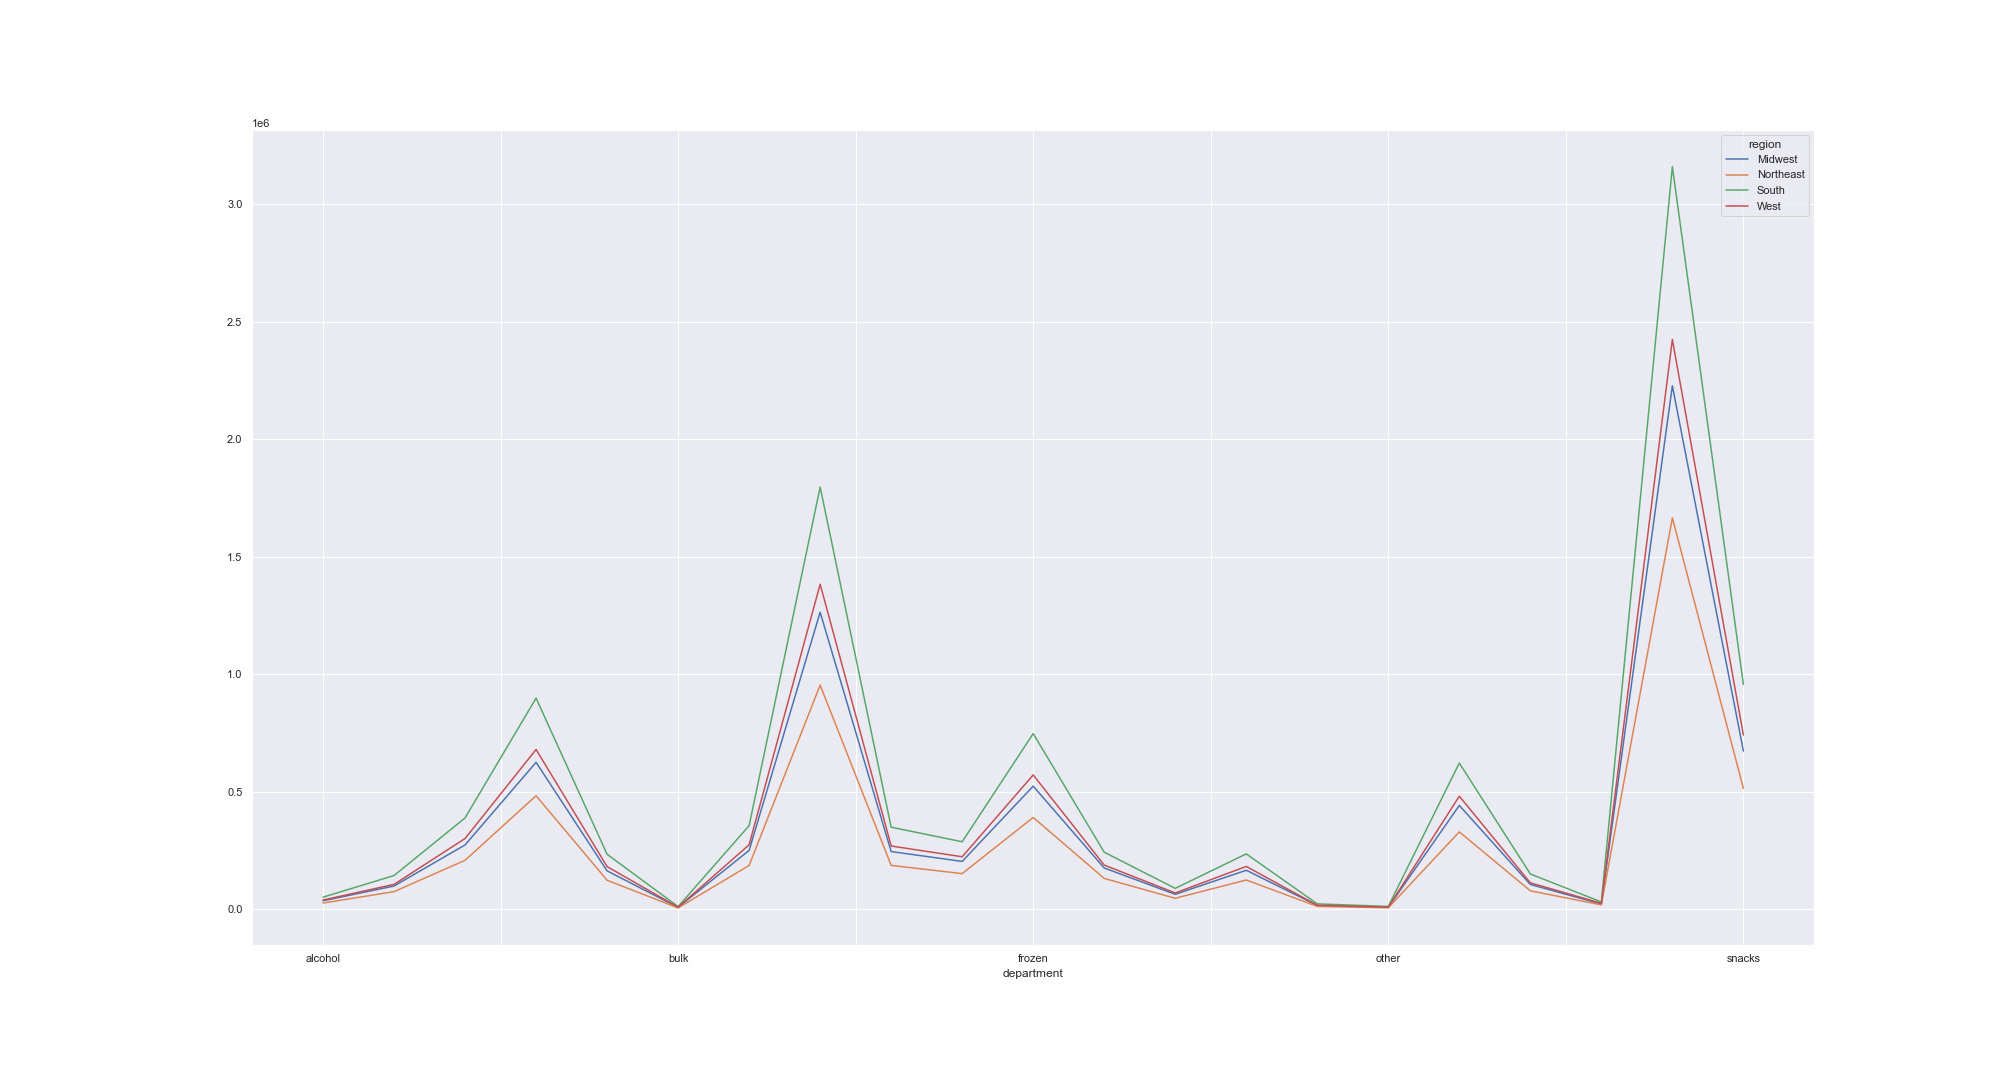 1e6
region
Midwest
Northeast
South
West
3.0
2.5
2.0
1.5
1.0
0.5
0.0
alcohol bulk frozen other snacks
department